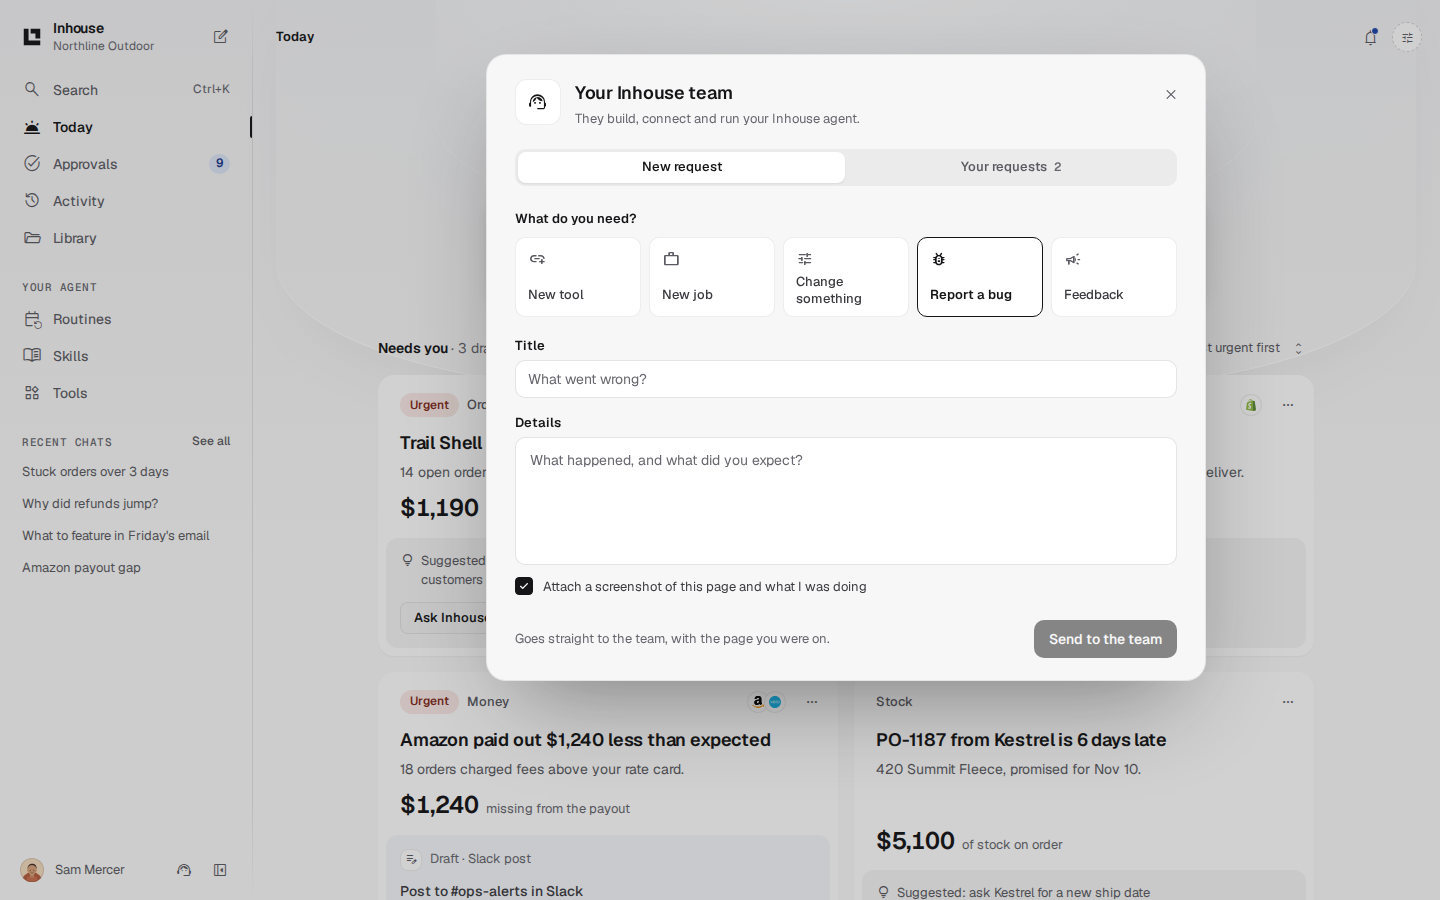 Inhouse
Northline Outdoor
Search
Ctrl+K
Today
Approvals
9
Activity
Library
YOUR AGENT
Routines
Skills
Tools
RECENT CHATS
See all
Stuck orders over 3 days
Why did refunds jump?
What to feature in Friday's email
Amazon payout gap
Sam Mercer
Today
Your Inhouse team
They build, connect and run your Inhouse agent.
New request
Your requests 2
What do you need?
New tool
New job
Change
something
Report a bug
Feedback
Title
What went wrong?
Details
What happened, and what did you expect?
Attach a screenshot of this page and what I was doing
Goes straight to the team, with the page you were on.
Send to the team
Needs you · 3
urgent first
Urgent
Trail Shell
14 open
$1,190
Suggested
customers
Ask Inhouse
Urgent
Money
Amazon paid out $1,240 less than expected
18 orders charged fees above your rate card.
$1,240 missing from the payout
Draft · Slack post
Post to #ops-alerts in Slack
Stock
PO-1187 from Kestrel is 6 days late
420 Summit Fleece, promised for Nov 10.
$5,100 of stock on order
Suggested: ask Kestrel for a new ship date